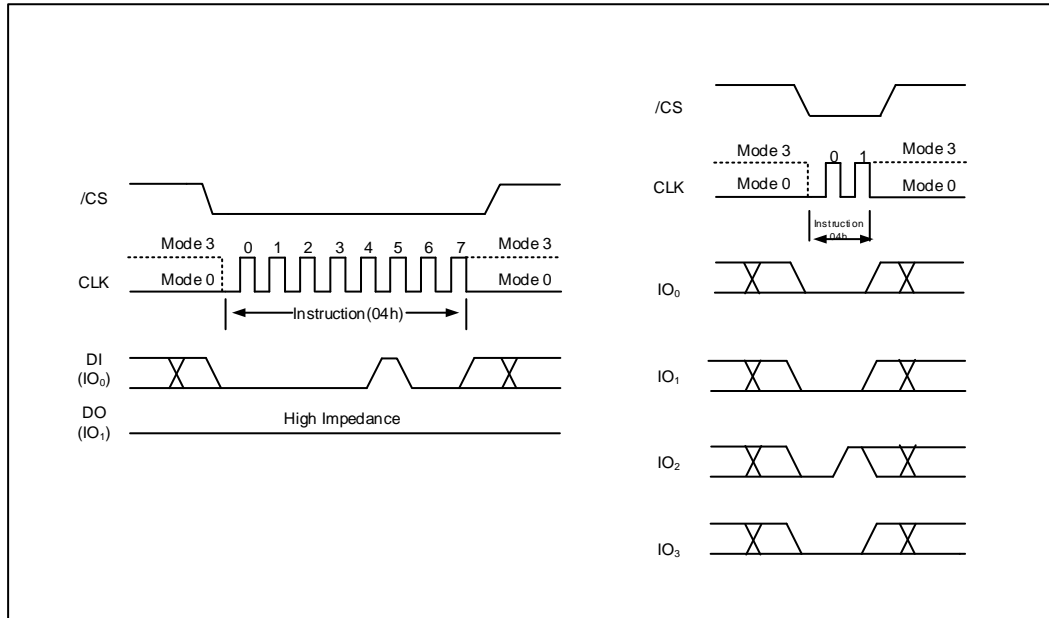 /CS
Mode 3 0 1 2 3 4 5 6 7 Mode 3
CLK Mode 0 Mode 0
Instruction(04h)
DI
(IO₀)
DO
(IO₁)
High Impedance
/CS
Mode 3 0 1 Mode 3
CLK Mode 0 Mode 0
Instruction
04h
IO₀
IO₁
IO₂
IO₃